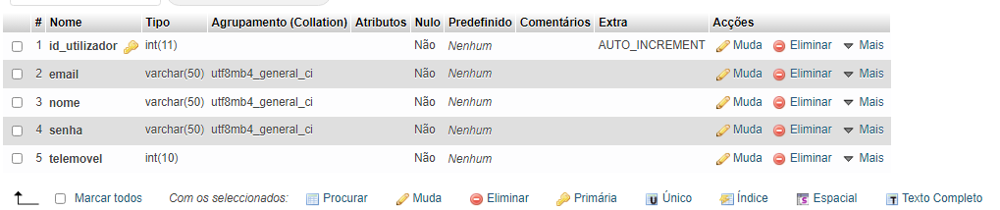 # Nome Tipo Agrupamento (Collation) Atributos Nulo Predefinido Comentários Extra Acções
1 id_utilizador int(11) Não Nenhum AUTO_INCREMENT Muda Eliminar Mais
2 email varchar(50) utf8mb4_general_ci Não Nenhum Muda Eliminar Mais
3 nome varchar(50) utf8mb4_general_ci Não Nenhum Muda Eliminar Mais
4 senha varchar(50) utf8mb4_general_ci Não Nenhum Muda Eliminar Mais
5 telemovel int(10) Não Nenhum Muda Eliminar Mais
Marcar todos Com os seleccionados: Procurar Muda Eliminar Primária Único Índice Espacial Texto Completo